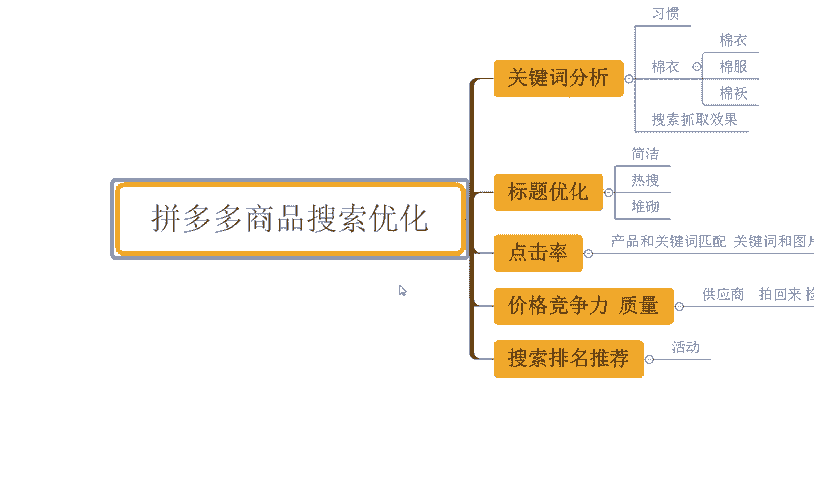 拼多多商品搜索优化
关键词分析
习惯
棉衣
棉衣
棉服
棉袄
搜素抓取效果
标题优化
简洁
热搜
堆砌
点击率
产品和关键词匹配 关键词和图片
价格竞争力 质量
供应商 拍回来
搜索排名推荐
活动